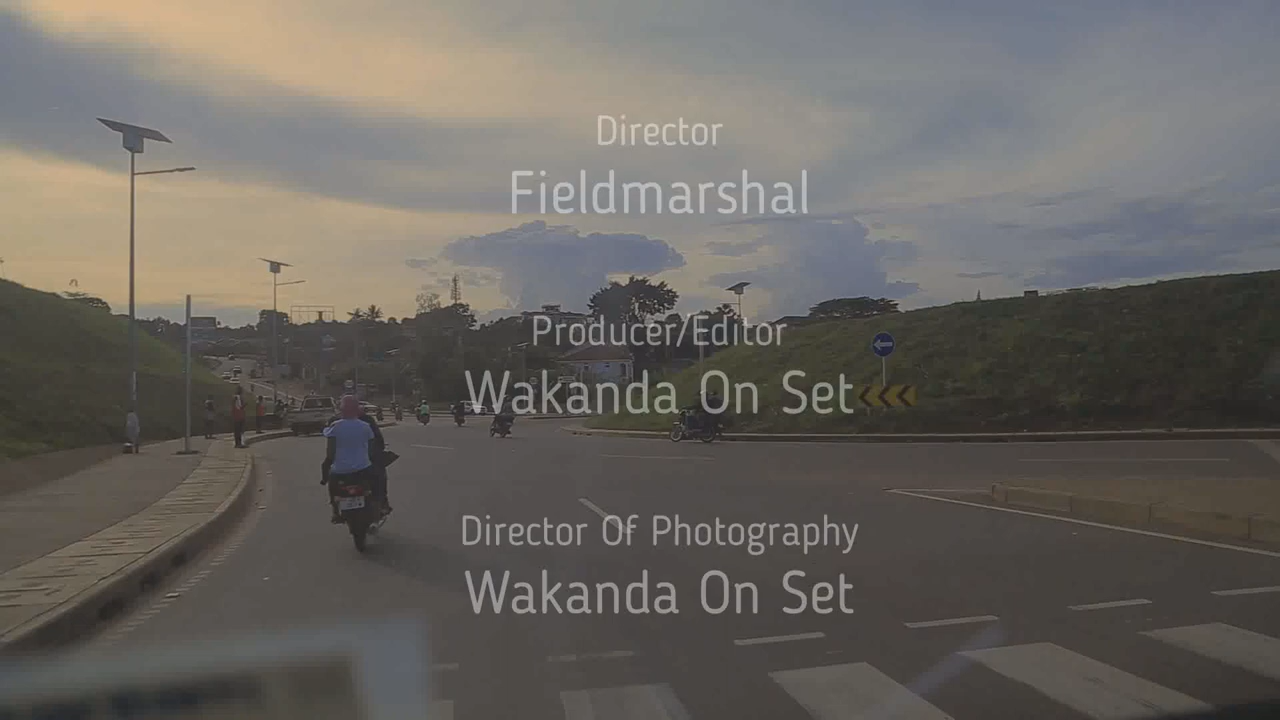 Director
Fieldmarshal
Producer/Editor
Wakanda On Set
Director Of Photography
Wakanda On Set